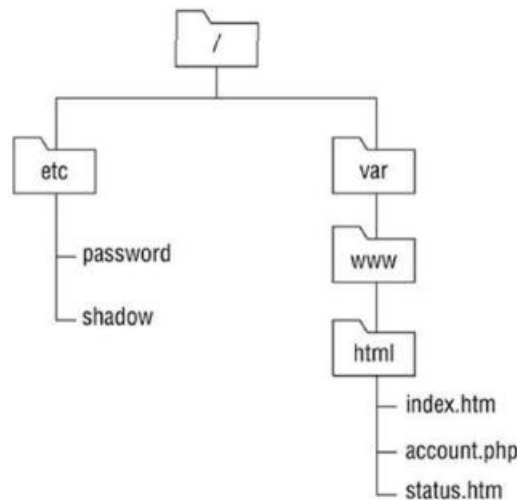 /
etc
var
password
www
shadow
html
index.htm
account.php
status.htm